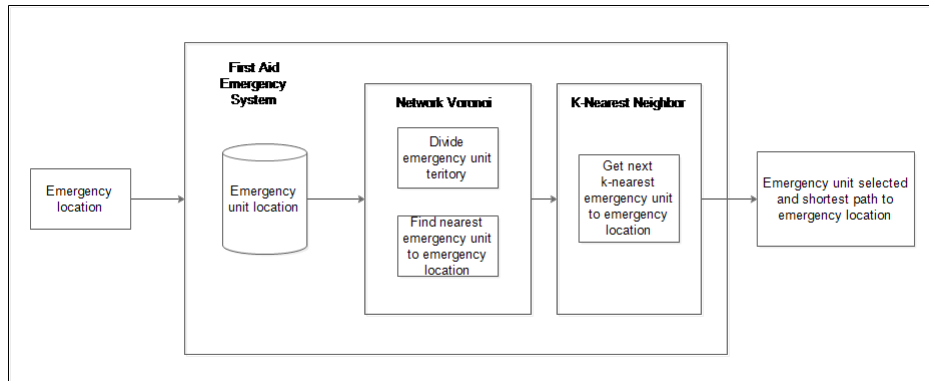 First Aid
Emergency
System
Network Voronoi
K-Nearest Neighbor
Emergency
location
Emergency
unit location
Divide
emergency unit
teritory
Find nearest
emergency unit
to emergency
location
Get next
k-nearest
emergency unit
to emergency
location
Emergency unit selected
and shortest path to
emergency location